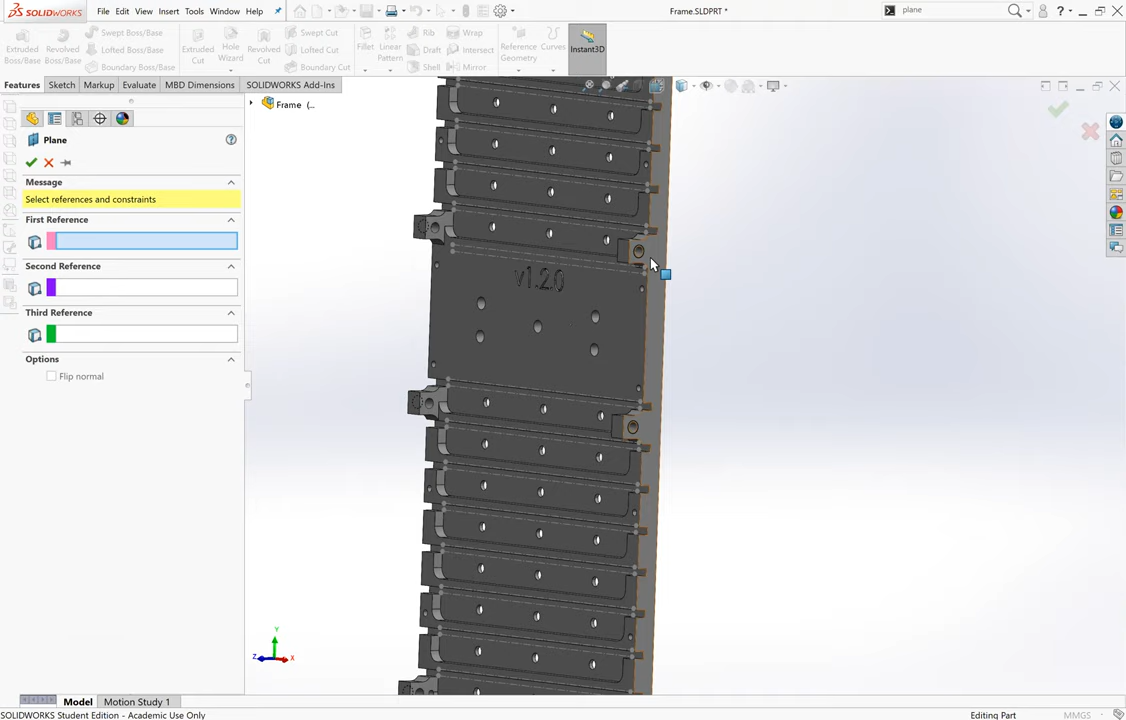 SOLIDWORKS File Edit View Insert Tools Window Help Frame.SLDPRT * plane
Extruded Boss/Base
Revolved Boss/Base
Swept Boss/Base
Lofted Boss/Base
Boundary Boss/Base
Extruded Cut
Hole Wizard
Revolved Cut
Swept Cut
Lofted Cut
Boundary Cut
Fillet
Linear Pattern
Rib
Draft
Shell
Wrap
Intersect
Mirror
Reference Geometry
Curves
Instant3D
Features Sketch Markup Evaluate MBD Dimensions SOLIDWORKS Add-Ins
Frame (...
Plane
Message
Select references and constraints
First Reference
Second Reference
Third Reference
Options
Flip normal
v1.2.0
Y
Z X
Model Motion Study 1
SOLIDWORKS Student Edition - Academic Use Only Editing Part MMGS